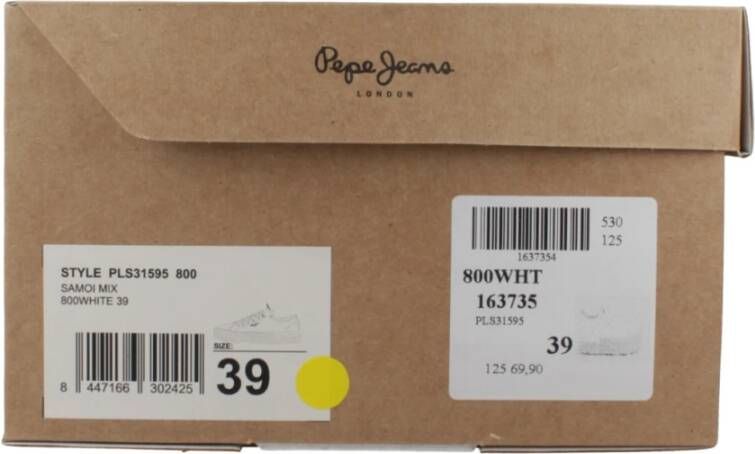 Pepe Jeans
LONDON
STYLE PLS31595 800
SAMOI MIX
800WHITE 39
SIZE:
39
8 447166 302425
530
125
1637354
800WHT
163735
PLS31595
39
125 69,90